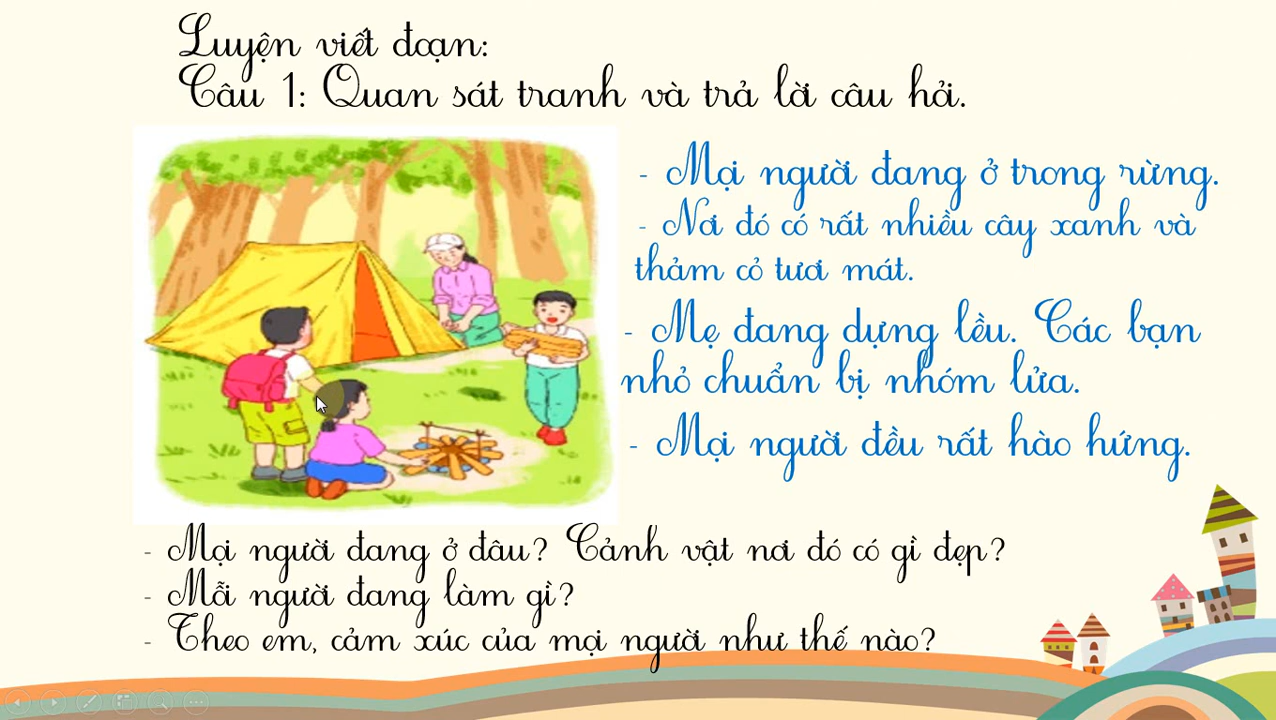 Luyện viết đoạn:
Câu 1: Quan sát tranh và trả lời câu hỏi.
- Mọi người đang ở trong rừng.
- Nơi đó có rất nhiều cây xanh và
thảm cỏ tươi mát.
- Mẹ đang dựng lều. Các bạn
nhỏ chuẩn bị nhóm lửa.
- Mọi người đều rất hào hứng.
- Mọi người đang ở đâu? Cảnh vật nơi đó có gì đẹp?
- Mỗi người đang làm gì?
- Theo em, cảm xúc của mọi người như thế nào?